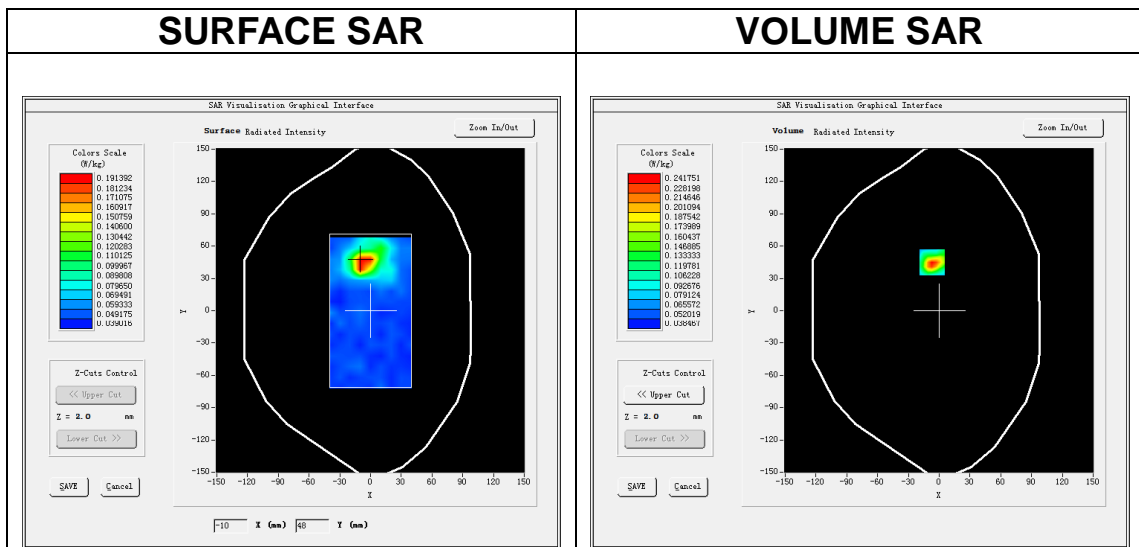 SURFACE SAR
VOLUME SAR
SAR Visualisation Graphical Interface
Surface Radiated Intensity
Zoom In/Out
Colors Scale
(W/kg)
0.191392
0.181234
0.171075
0.160917
0.150759
0.140600
0.130442
0.120283
0.110125
0.099967
0.089808
0.079650
0.069491
0.059333
0.049175
0.039016
150
120
90
60
30
0
-30
-60
-90
-120
-150
Y
-150 -120 -90 -60 -30 0 30 60 90 120 150
X
Z-Cuts Control
<< Upper Cut
Z = 2.0 mm
Lower Cut >>
SAVE Cancel
-10 X (mm) 48 Y (mm)
SAR Visualisation Graphical Interface
Volume Radiated Intensity
Zoom In/Out
Colors Scale
(W/kg)
0.241751
0.228198
0.214646
0.201094
0.187542
0.173989
0.160437
0.146885
0.133333
0.119781
0.106228
0.092676
0.079124
0.065572
0.052019
0.038467
150
120
90
60
30
0
-30
-60
-90
-120
-150
Y
-150 -120 -90 -60 -30 0 30 60 90 120 150
X
Z-Cuts Control
<< Upper Cut
Z = 2.0 mm
Lower Cut >>
SAVE Cancel